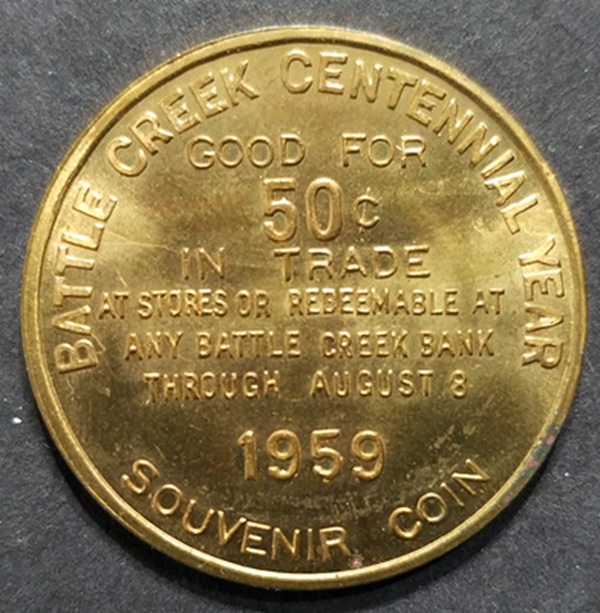 BATTLE CREEK CENTENNIAL YEAR
GOOD FOR
50¢
IN TRADE
AT STORES OR REDEEMABLE AT
ANY BATTLE CREEK BANK
THROUGH AUGUST 8
1959
SOUVENIR COIN